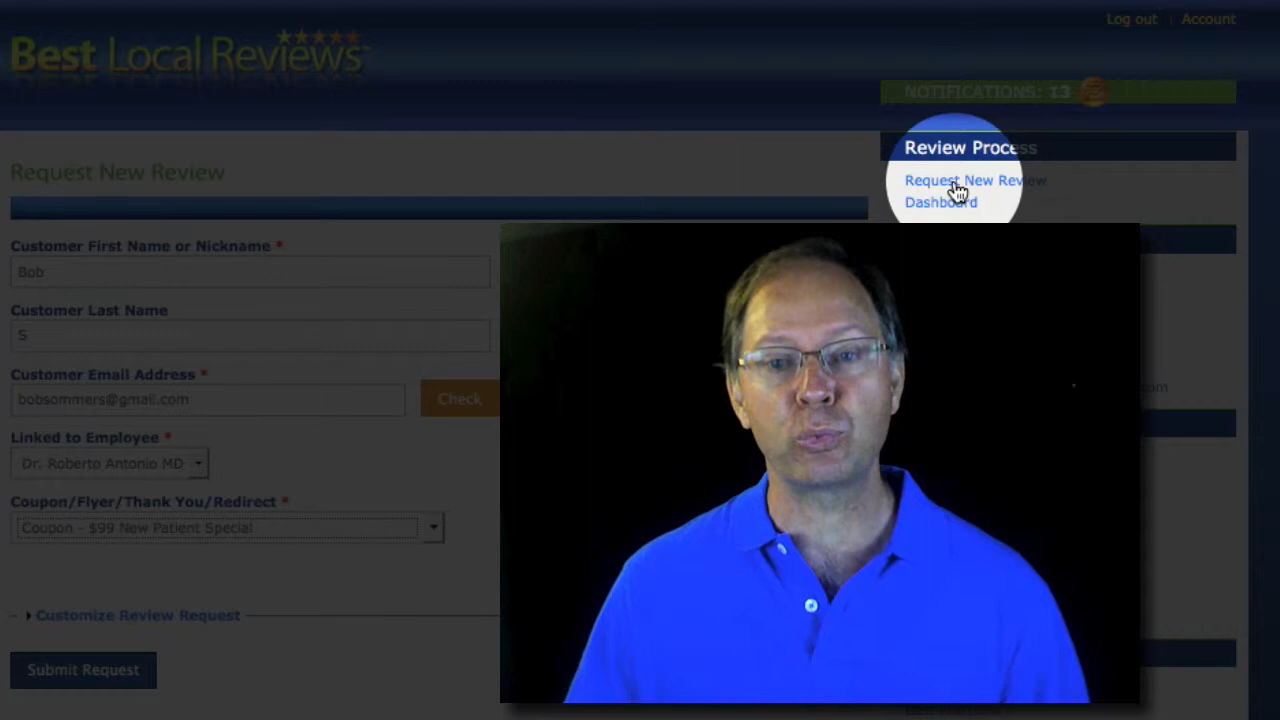 Log out | Account
Best Local Reviews
NOTIFICATIONS: 13
Review Process
Request New Review
Dashboard
Request New Review
Customer First Name or Nickname *
Bob
Customer Last Name
S
Customer Email Address *
bobsommers@gmail.com
Check
Linked to Employee *
Dr. Roberto Antonio MD
Coupon/Flyer/Thank You/Redirect *
Coupon - $99 New Patient Special
Customize Review Request
Submit Request
com